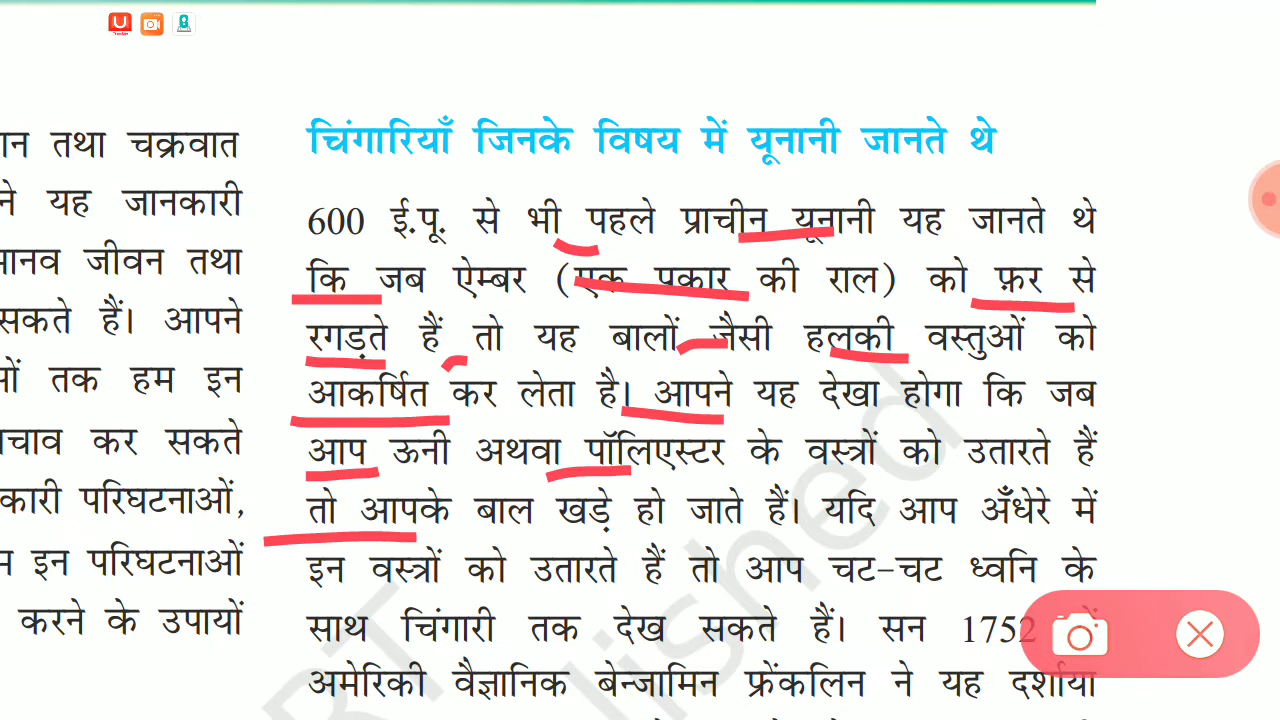 चिंगारियाँ जिनके विषय में यूनानी जानते थे
ान तथा चक्रवात
ने यह जानकारी
मानव जीवन तथा
सकते हैं। आपने
ओं तक हम इन
बचाव कर सकते
कारी परिघटनाओं,
इन परिघटनाओं
करने के उपायों
600 ई.पू. से भी पहले प्राचीन यूनानी यह जानते थे
कि जब ऐम्बर (एक प्रकार की राल) को फ़र से
रगड़ते हैं तो यह बालों जैसी हलकी वस्तुओं को
आकर्षित कर लेता है। आपने यह देखा होगा कि जब
आप ऊनी अथवा पॉलिएस्टर के वस्त्रों को उतारते हैं
तो आपके बाल खड़े हो जाते हैं। यदि आप अँधेरे में
इन वस्त्रों को उतारते हैं तो आप चट-चट ध्वनि के
साथ चिंगारी तक देख सकते हैं। सन 1752 में
अमेरिकी वैज्ञानिक बेन्जामिन फ्रेंकलिन ने यह दर्शाया